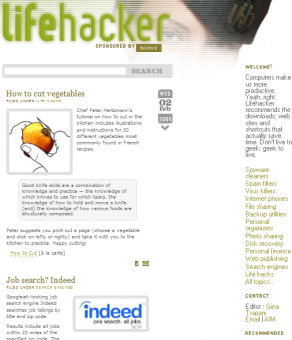 lifehacker
SPONSORED BY SONY
SEARCH
How to cut vegetables
FILED UNDER LIFE HACKS
WED
02
feb
2005
Chef Peter Hertzmann's
tutorial on how to cut in the
kitchen includes illustrations
and instructions for 20
different vegetables most
commonly found in French
recipes.
Good knife skills are a combination of
knowledge and practice — the knowledge of
which knives to use for which tasks, the
knowledge of how to hold and move a knife
(and) the knowledge of how various foods are
structurally composed.
Peter suggests you print out a page (choose a vegetable
and click on lefty or righty) and take it with you to the
kitchen to practice. Happy cutting!
How to Cut [à la carte]
Job search? Indeed
FILED UNDER SEARCH ENGINES
Googleish-looking job
search engine Indeed
searches job listings by
title and zip code.
Results include all jobs
within 25 miles of the
specified zip code. The
indeed
one search. all jobs.
BETA
WELCOME!
Computers make
us more
productive.
Yeah, right.
Lifehacker
recommends the
downloads, web
sites and
shortcuts that
actually save
time. Don't live to
geek; geek to
live.
Spyware
cleaners
Spam filters
Virus killers
Internet phones
File sharing
Backup utilities
Personal
organizers
Photo sharing
Disk recovery
Personal finance
Web publishing
Search engines
Life hacks
All topics...
CONTACT
Editor : Gina
Trapani
Email | AIM
RECOMMENDED